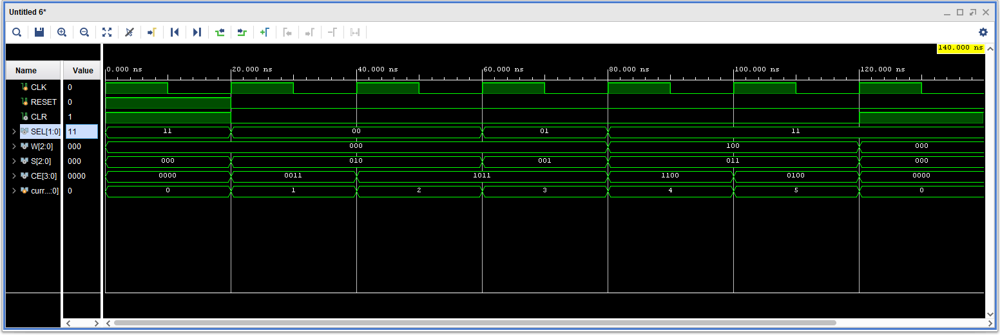 Untitled 6*
140.000 ns
Name Value 0.000 ns 20.000 ns 40.000 ns 60.000 ns 80.000 ns 100.000 ns 120.000 ns
CLK 0
RESET 0
CLR 1
SEL[1:0] 11 11 00 01 11
W[2:0] 000 000 100 000
S[2:0] 000 000 010 001 011 000
CE[3:0] 0000 0000 0011 1011 1100 0100 0000
curr...:0] 0 0 1 2 3 4 5 0